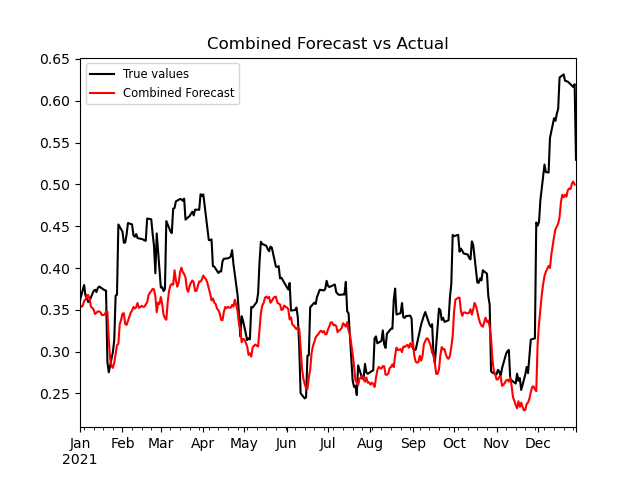 Combined Forecast vs Actual
True values
Combined Forecast
0.65
0.60
0.55
0.50
0.45
0.40
0.35
0.30
0.25
Jan Feb Mar Apr May Jun Jul Aug Sep Oct Nov Dec
2021